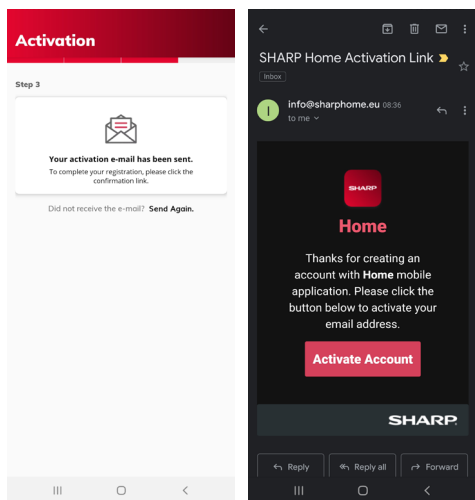 Activation
Step 3
Your activation e-mail has been sent.
To complete your registration, please click the
confirmation link.
Did not receive the e-mail? Send Again.
SHARP Home Activation Link
Inbox
I
info@sharphome.eu 08:36
to me
SHARP
Home
Thanks for creating an
account with Home mobile
application. Please click the
button below to activate your
email address.
Activate Account
SHARP
Reply
Reply all
Forward